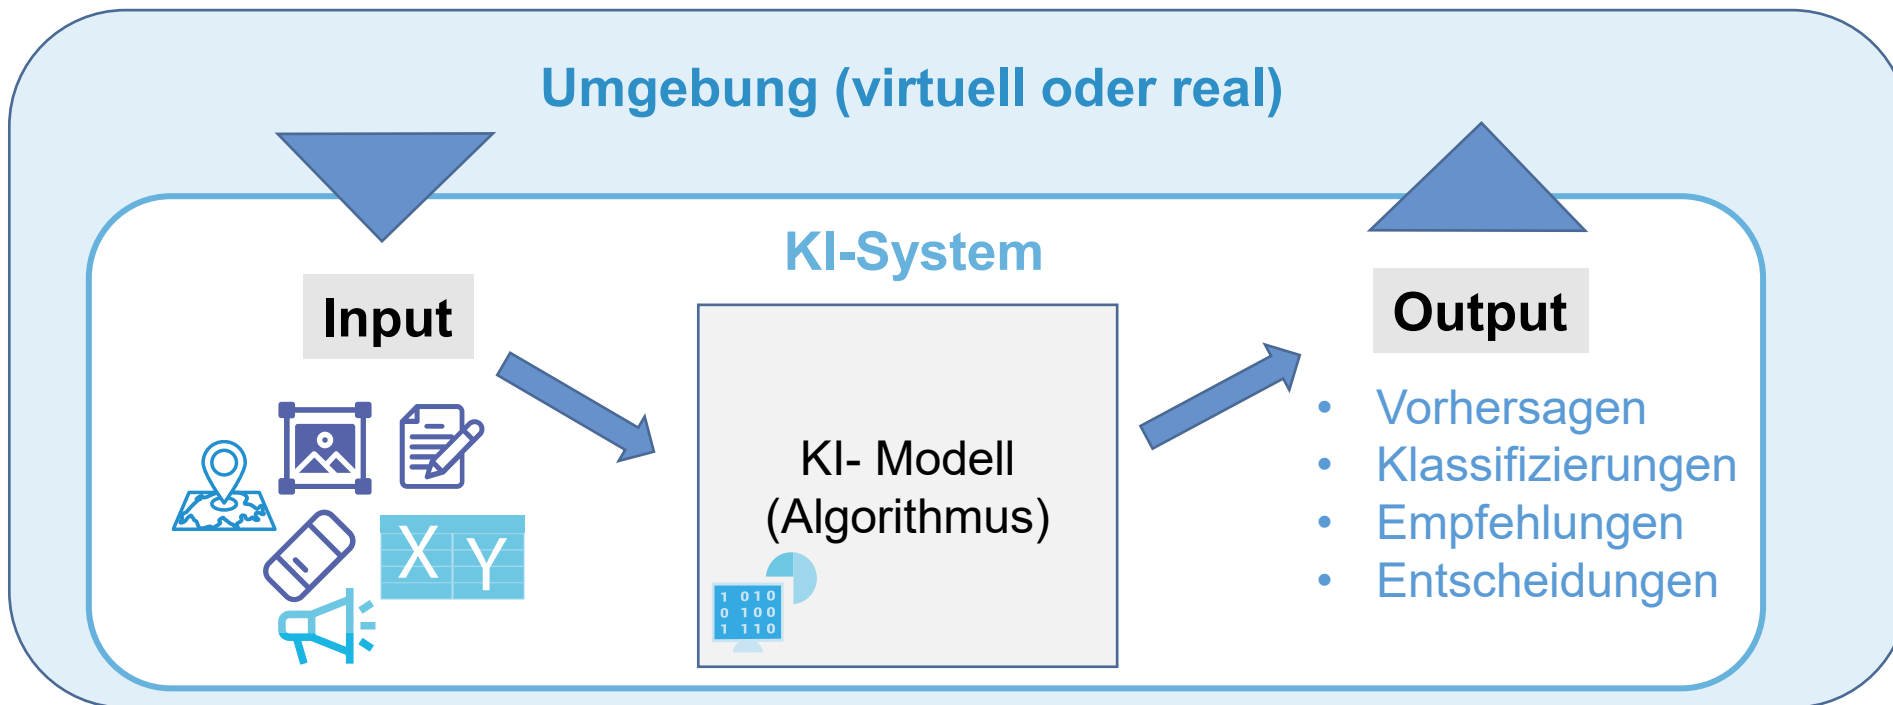 Umgebung (virtuell oder real)
KI-System
Input
Output
KI- Modell
(Algorithmus)
X Y
1 010
0 100
1 110
• Vorhersagen
• Klassifizierungen
• Empfehlungen
• Entscheidungen